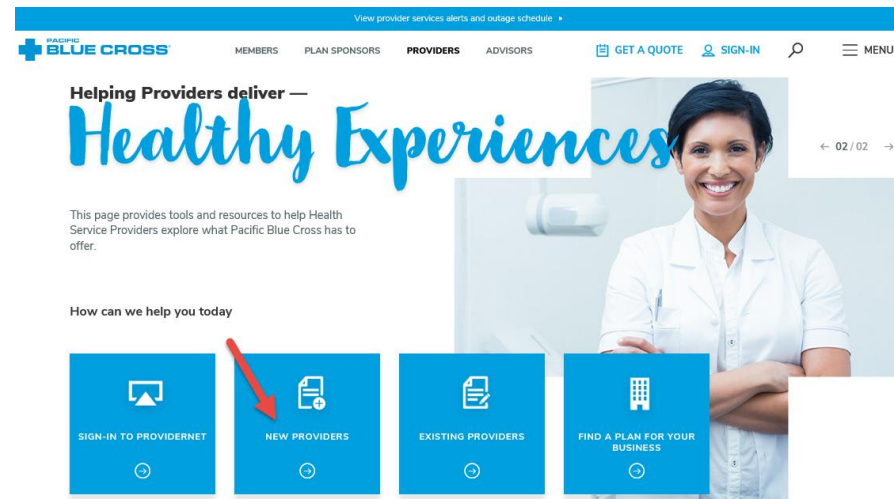 View provider services alerts and outage schedule
PACIFIC
BLUE CROSS
MEMBERS PLAN SPONSORS PROVIDERS ADVISORS GET A QUOTE SIGN-IN MENU
Helping Providers deliver —
Healthy Experiences
← 02 / 02 →
This page provides tools and resources to help Health
Service Providers explore what Pacific Blue Cross has to
offer.
How can we help you today
SIGN-IN TO PROVIDERNET
NEW PROVIDERS
EXISTING PROVIDERS
FIND A PLAN FOR YOUR
BUSINESS